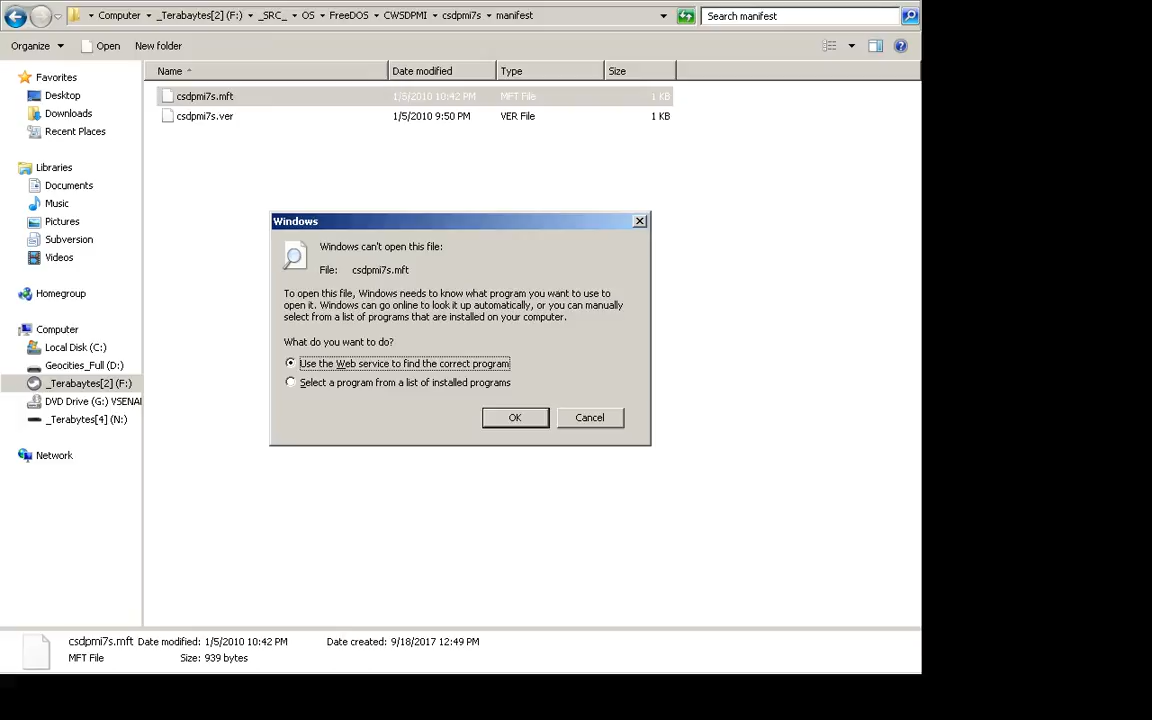 Computer _Terabaytes[2] (F:) _SRC_ OS FreeDOS CWSDPMI csdpmi7s manifest Search manifest
Organize Open New folder
Name Date modified Type Size
Favorites
Desktop
Downloads
Recent Places
Libraries
Documents
Music
Pictures
Subversion
Videos
Homegroup
Computer
Local Disk (C:)
Geocities_Full (D:)
_Terabaytes[2] (F:)
DVD Drive (G:) VSENAI
_Terabytes[4] (N:)
Network
csdpmi7s.mft 1/5/2010 10:42 PM MFT File 1 KB
csdpmi7s.ver 1/5/2010 9:50 PM VER File 1 KB
Windows
Windows can't open this file:
File: csdpmi7s.mft
To open this file, Windows needs to know what program you want to use to
open it. Windows can go online to look it up automatically, or you can manually
select from a list of programs that are installed on your computer.
What do you want to do?
Use the Web service to find the correct program
Select a program from a list of installed programs
OK Cancel
csdpmi7s.mft Date modified: 1/5/2010 10:42 PM Date created: 9/18/2017 12:49 PM
MFT File Size: 939 bytes